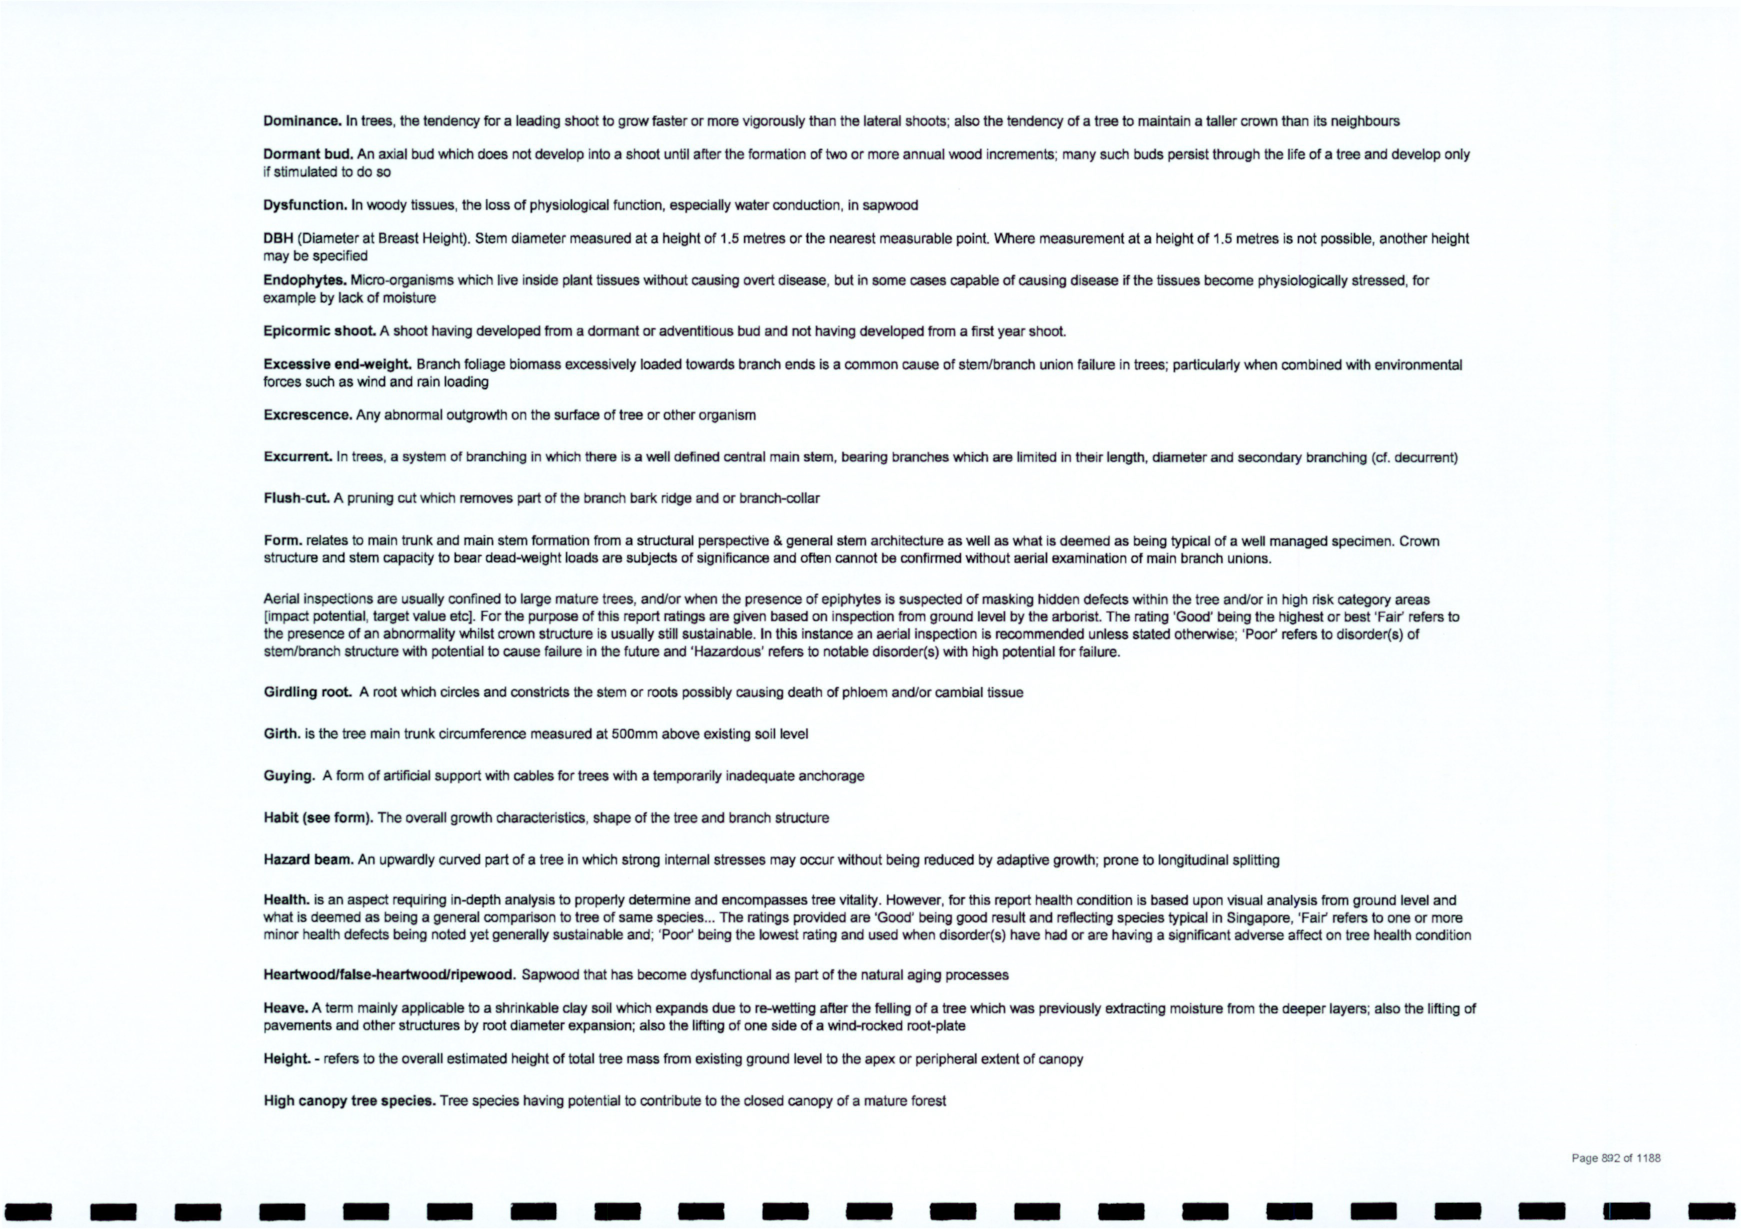 Dominance. In trees, the tendency for a leading shoot to grow faster or more vigorously than the lateral shoots; also the tendency of a tree to maintain a taller crown than its neighbours
Dormant bud. An axial bud which does not develop into a shoot until after the formation of two or more annual wood increments; many such buds persist through the life of a tree and develop only
if stimulated to do so
Dysfunction. In woody tissues, the loss of physiological function, especially water conduction, in sapwood
DBH (Diameter at Breast Height). Stem diameter measured at a height of 1.5 metres or the nearest measurable point. Where measurement at a height of 1.5 metres is not possible, another height
may be specified
Endophytes. Micro-organisms which live inside plant tissues without causing overt disease, but in some cases capable of causing disease if the tissues become physiologically stressed, for
example by lack of moisture
Epicormic shoot. A shoot having developed from a dormant or adventitious bud and not having developed from a first year shoot.
Excessive end-weight. Branch foliage biomass excessively loaded towards branch ends is a common cause of stem/branch union failure in trees; particularly when combined with environmental
forces such as wind and rain loading
Excrescence. Any abnormal outgrowth on the surface of tree or other organism
Excurrent. In trees, a system of branching in which there is a well defined central main stem, bearing branches which are limited in their length, diameter and secondary branching (cf. decurrent)
Flush-cut. A pruning cut which removes part of the branch bark ridge and or branch-collar
Form. relates to main trunk and main stem formation from a structural perspective & general stem architecture as well as what is deemed as being typical of a well managed specimen. Crown
structure and stem capacity to bear dead-weight loads are subjects of significance and often cannot be confirmed without aerial examination of main branch unions.
Aerial inspections are usually confined to large mature trees, and/or when the presence of epiphytes is suspected of masking hidden defects within the tree and/or in high risk category areas
[impact potential, target value etc]. For the purpose of this report ratings are given based on inspection from ground level by the arborist. The rating 'Good' being the highest or best 'Fair' refers to
the presence of an abnormality whilst crown structure is usually still sustainable. In this instance an aerial inspection is recommended unless stated otherwise; 'Poor' refers to disorder(s) of
stem/branch structure with potential to cause failure in the future and 'Hazardous' refers to notable disorder(s) with high potential for failure.
Girdling root. A root which circles and constricts the stem or roots possibly causing death of phloem and/or cambial tissue
Girth. is the tree main trunk circumference measured at 500mm above existing soil level
Guying. A form of artificial support with cables for trees with a temporarily inadequate anchorage
Habit (see form). The overall growth characteristics, shape of the tree and branch structure
Hazard beam. An upwardly curved part of a tree in which strong internal stresses may occur without being reduced by adaptive growth; prone to longitudinal splitting
Health. is an aspect requiring in-depth analysis to properly determine and encompasses tree vitality. However, for this report health condition is based upon visual analysis from ground level and
what is deemed as being a general comparison to tree of same species... The ratings provided are 'Good' being good result and reflecting species typical in Singapore, 'Fair' refers to one or more
minor health defects being noted yet generally sustainable and; 'Poor' being the lowest rating and used when disorder(s) have had or are having a significant adverse affect on tree health condition
Heartwood/false-heartwood/ripewood. Sapwood that has become dysfunctional as part of the natural aging processes
Heave. A term mainly applicable to a shrinkable clay soil which expands due to re-wetting after the felling of a tree which was previously extracting moisture from the deeper layers; also the lifting of
pavements and other structures by root diameter expansion; also the lifting of one side of a wind-rocked root-plate
Height. - refers to the overall estimated height of total tree mass from existing ground level to the apex or peripheral extent of canopy
High canopy tree species. Tree species having potential to contribute to the closed canopy of a mature forest
Page 892 of 1188